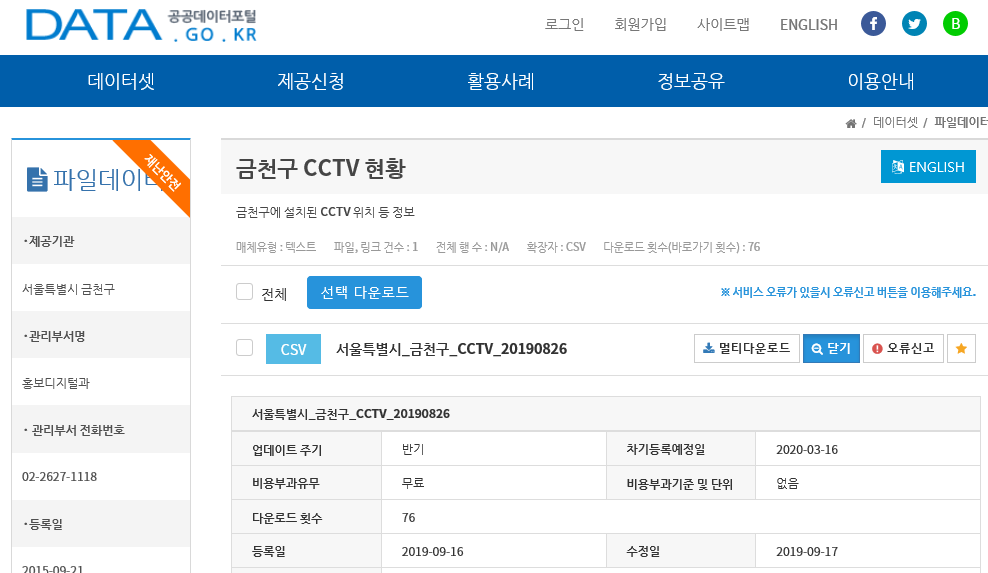 DATA 공공데이터포털 .GO.KR
로그인 회원가입 사이트맵 ENGLISH f B
데이터셋 제공신청 활용사례 정보공유 이용안내
/ 데이터셋 / 파일데이터
재난안전
파일데이터
·제공기관
서울특별시 금천구
·관리부서명
홍보디지털과
· 관리부서 전화번호
02-2627-1118
·등록일
2015-09-21
금천구 CCTV 현황
ENGLISH
금천구에 설치된 CCTV 위치 등 정보
매체유형 : 텍스트 파일, 링크 건수 : 1 전체 행 수 : N/A 확장자 : CSV 다운로드 횟수(바로가기 횟수) : 76
전체 선택 다운로드 ※ 서비스 오류가 있을시 오류신고 버튼을 이용해주세요.
CSV 서울특별시_금천구_CCTV_20190826 멀티다운로드 닫기 오류신고
서울특별시_금천구_CCTV_20190826
업데이트 주기 반기 차기등록예정일 2020-03-16
비용부과유무 무료 비용부과기준 및 단위 없음
다운로드 횟수 76
등록일 2019-09-16 수정일 2019-09-17